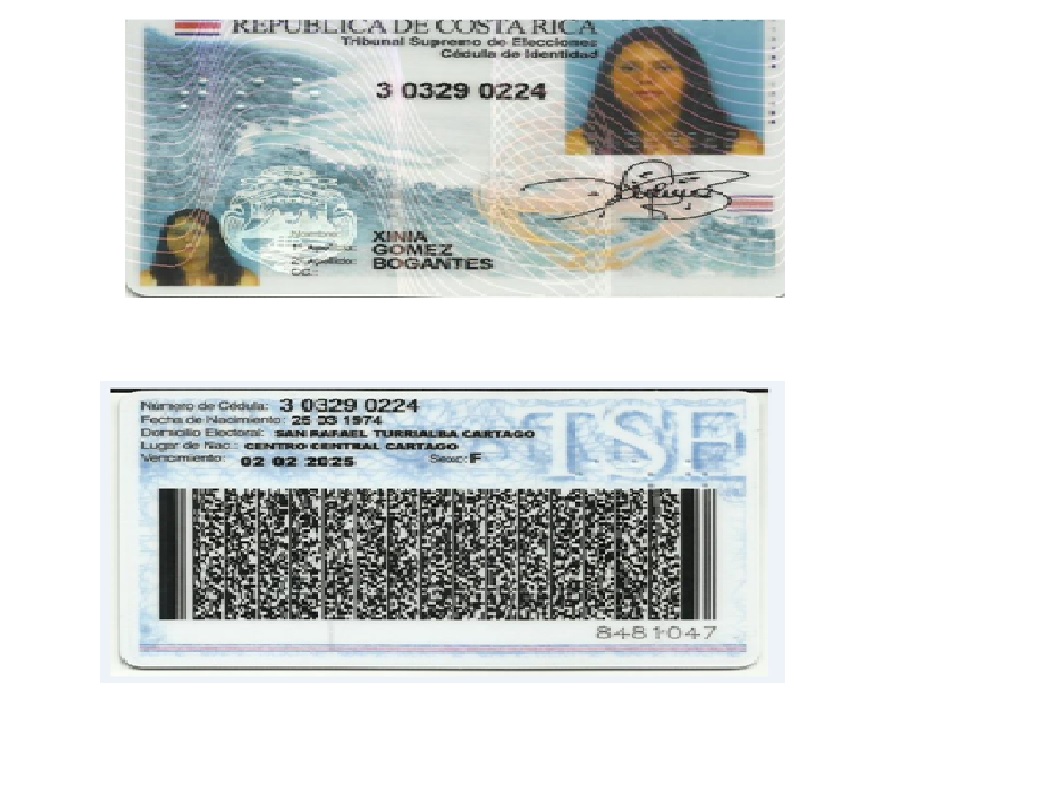 REPUBLICA DE COSTA RICA
Tribunal Supremo de Elecciones
Cédula de Identidad
3 0329 0224
Nombre: XINIA
1° Apellido: GOMEZ
2° Apellido: BOGANTES
C.C.:
Número de Cédula: 3 0329 0224
Fecha de Nacimiento: 25 03 1974
Domicilio Electoral: SAN RAFAEL TURRIALBA CARTAGO
Lugar de Nac.: CENTRO CENTRAL CARTAGO
Vencimiento: 02 02 2025 Sexo: F
TSE
8481047